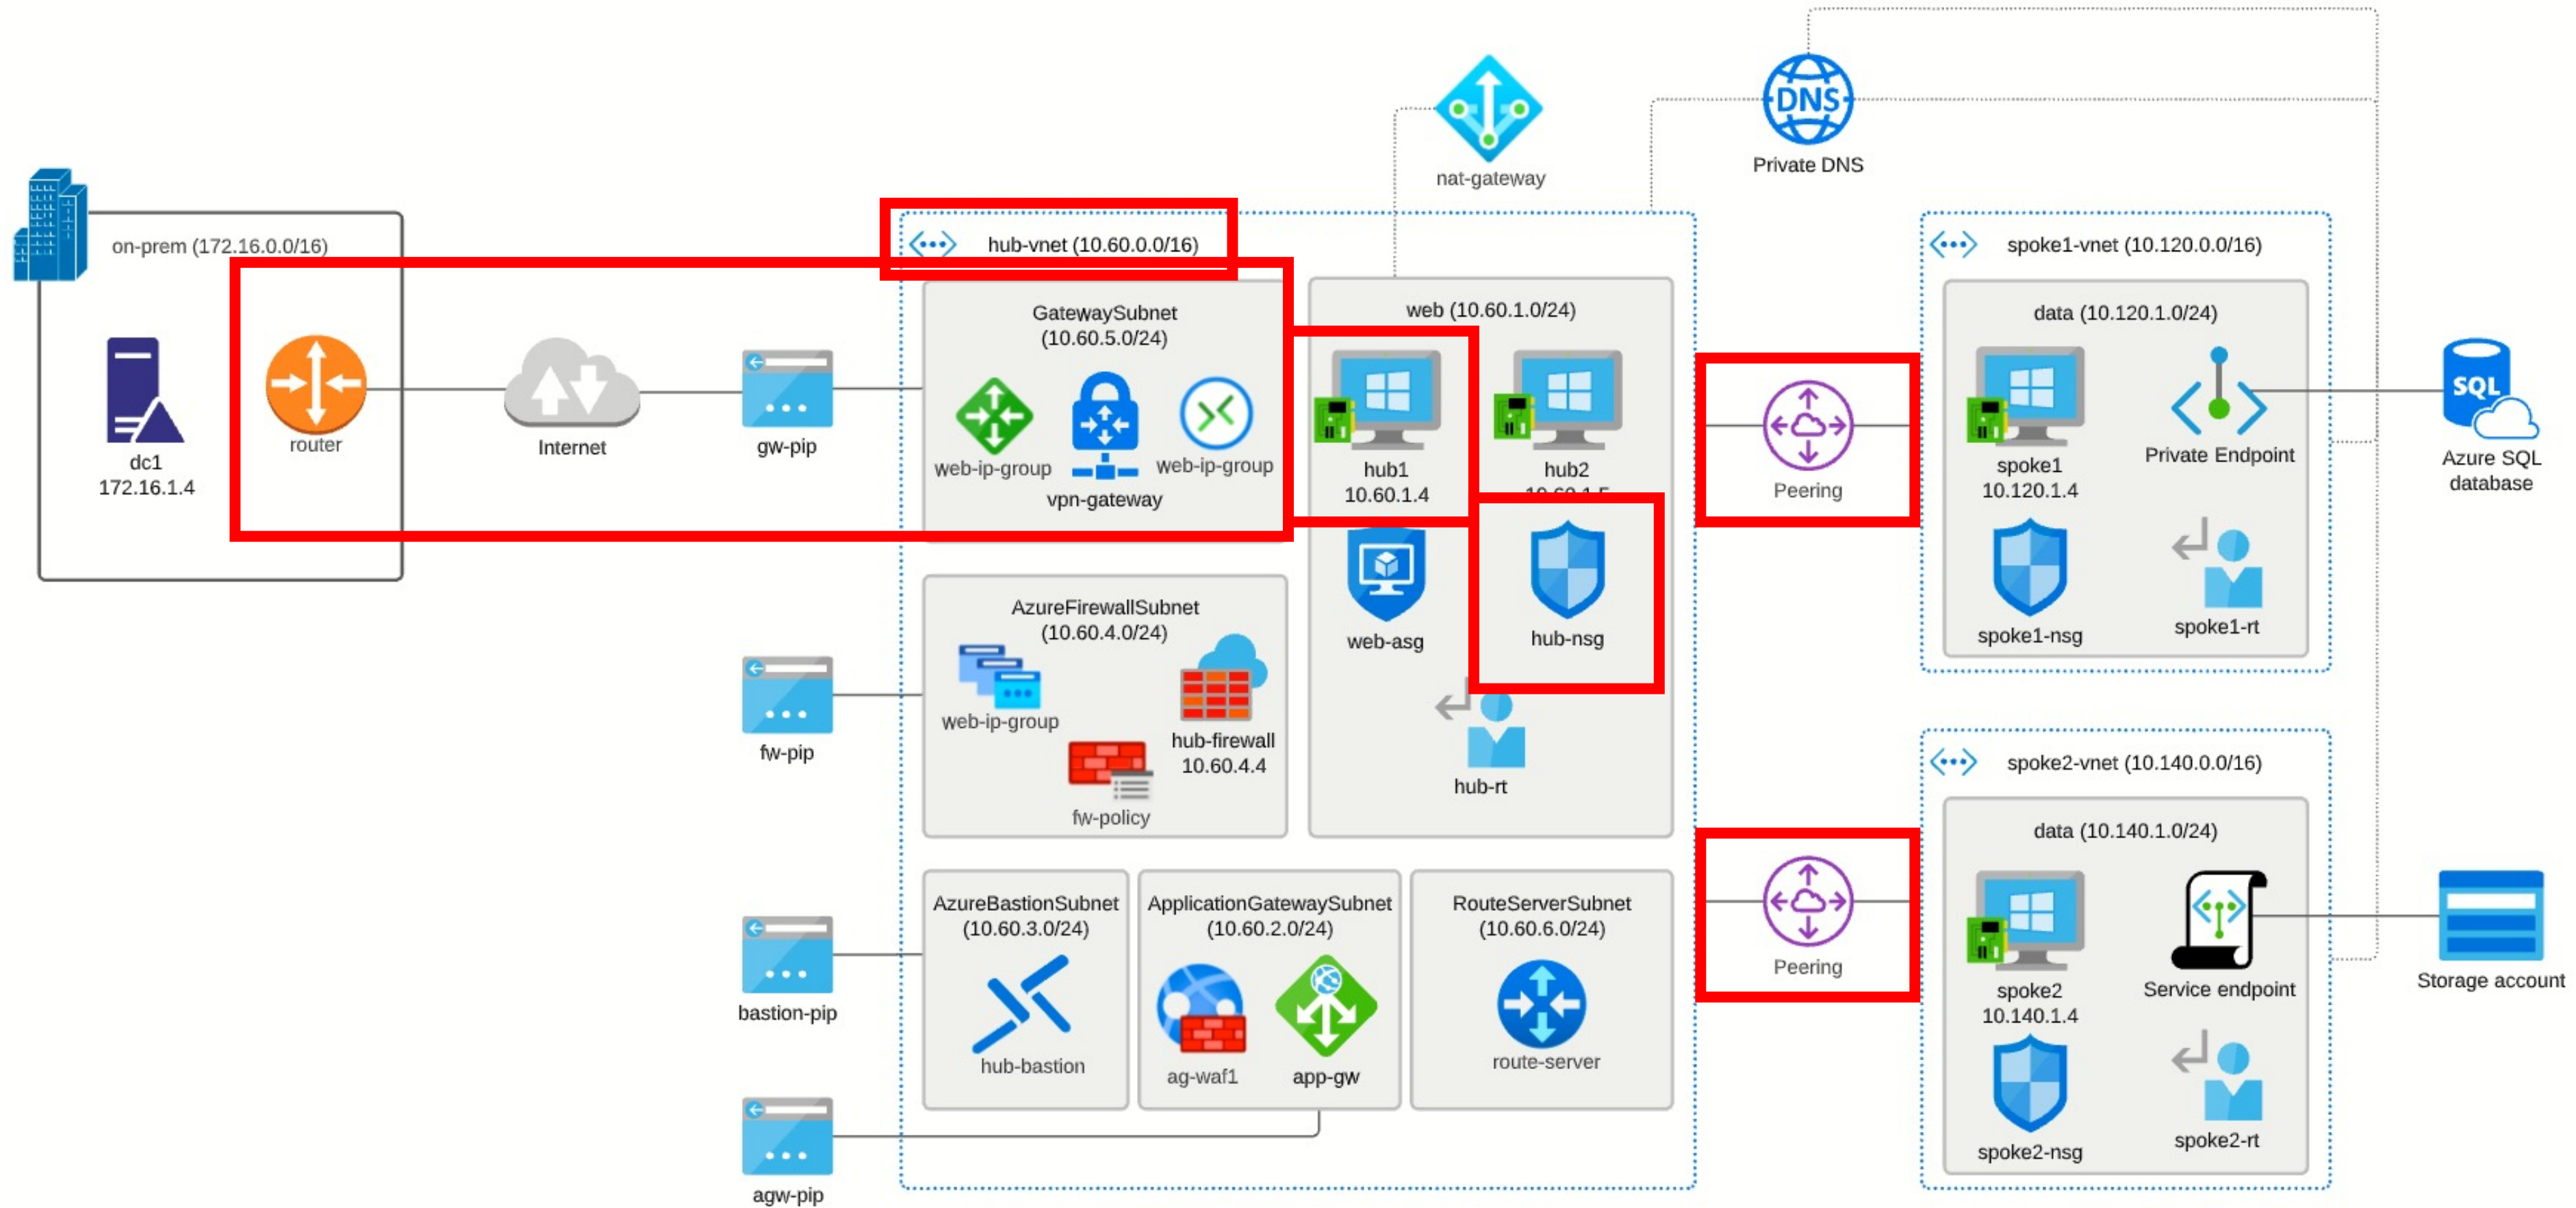 DNS
Private DNS
nat-gateway
on-prem (172.16.0.0/16)
dc1
172.16.1.4
router
Internet
gw-pip
fw-pip
bastion-pip
agw-pip
hub-vnet (10.60.0.0/16)
GatewaySubnet
(10.60.5.0/24)
web-ip-group
vpn-gateway
web-ip-group
web (10.60.1.0/24)
hub1
10.60.1.4
hub2
web-asg
hub-nsg
hub-rt
AzureFirewallSubnet
(10.60.4.0/24)
web-ip-group
hub-firewall
10.60.4.4
fw-policy
AzureBastionSubnet
(10.60.3.0/24)
hub-bastion
ApplicationGatewaySubnet
(10.60.2.0/24)
ag-waf1
app-gw
RouteServerSubnet
(10.60.6.0/24)
route-server
Peering
Peering
spoke1-vnet (10.120.0.0/16)
data (10.120.1.0/24)
spoke1
10.120.1.4
Private Endpoint
spoke1-nsg
spoke1-rt
SQL
Azure SQL
database
spoke2-vnet (10.140.0.0/16)
data (10.140.1.0/24)
spoke2
10.140.1.4
Service endpoint
spoke2-nsg
spoke2-rt
Storage account